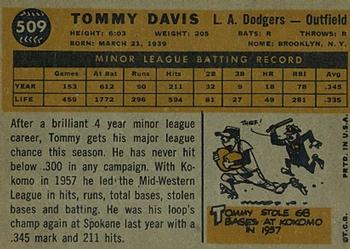 509
TOMMY DAVIS L. A. Dodgers - Outfield
HEIGHT: 6:03 WEIGHT: 205 BATS: R THROWS: R
BORN: MARCH 21, 1939 HOME: BROOKLYN, N. Y.
MINOR LEAGUE BATTING RECORD
Games At Bat Runs Hits 2B 3B HR RBI Avg.
YEAR 153 612 211 32 18 78 .345
LIFE 459 1772 296 594 81 27 49 281 .335
After a brilliant 4 year minor league
career, Tommy gets his major league
chance this season. He has never hit
below .300 in any campaign. With Ko-
komo in 1957 he led the Mid-Western
League in hits, runs, total bases, stolen
bases and batting. He was his loop's
champ again at Spokane last year with
a .345 mark and 211 hits.
THIEF!
TOMMY STOLE 68
BASES AT KOKOMO
IN 1957
T.C.G. PRTD. IN U.S.A.